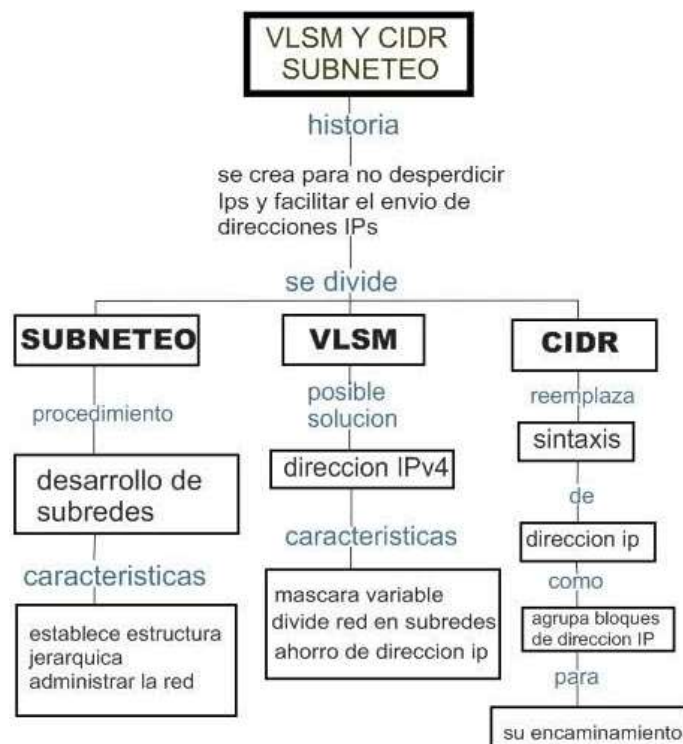 VLSM Y CIDR
SUBNETEO
historia
se crea para no desperdicir
Ips y facilitar el envio de
direcciones IPs
se divide
SUBNETEO
procedimiento
desarrollo de
subredes
caracteristicas
establece estructura
jerarquica
administrar la red
VLSM
posible
solucion
direccion IPv4
caracteristicas
mascara variable
divide red en subredes
ahorro de direccion ip
CIDR
reemplaza
sintaxis
de
direccion ip
como
agrupa bloques
de direccion IP
para
su encaminamiento